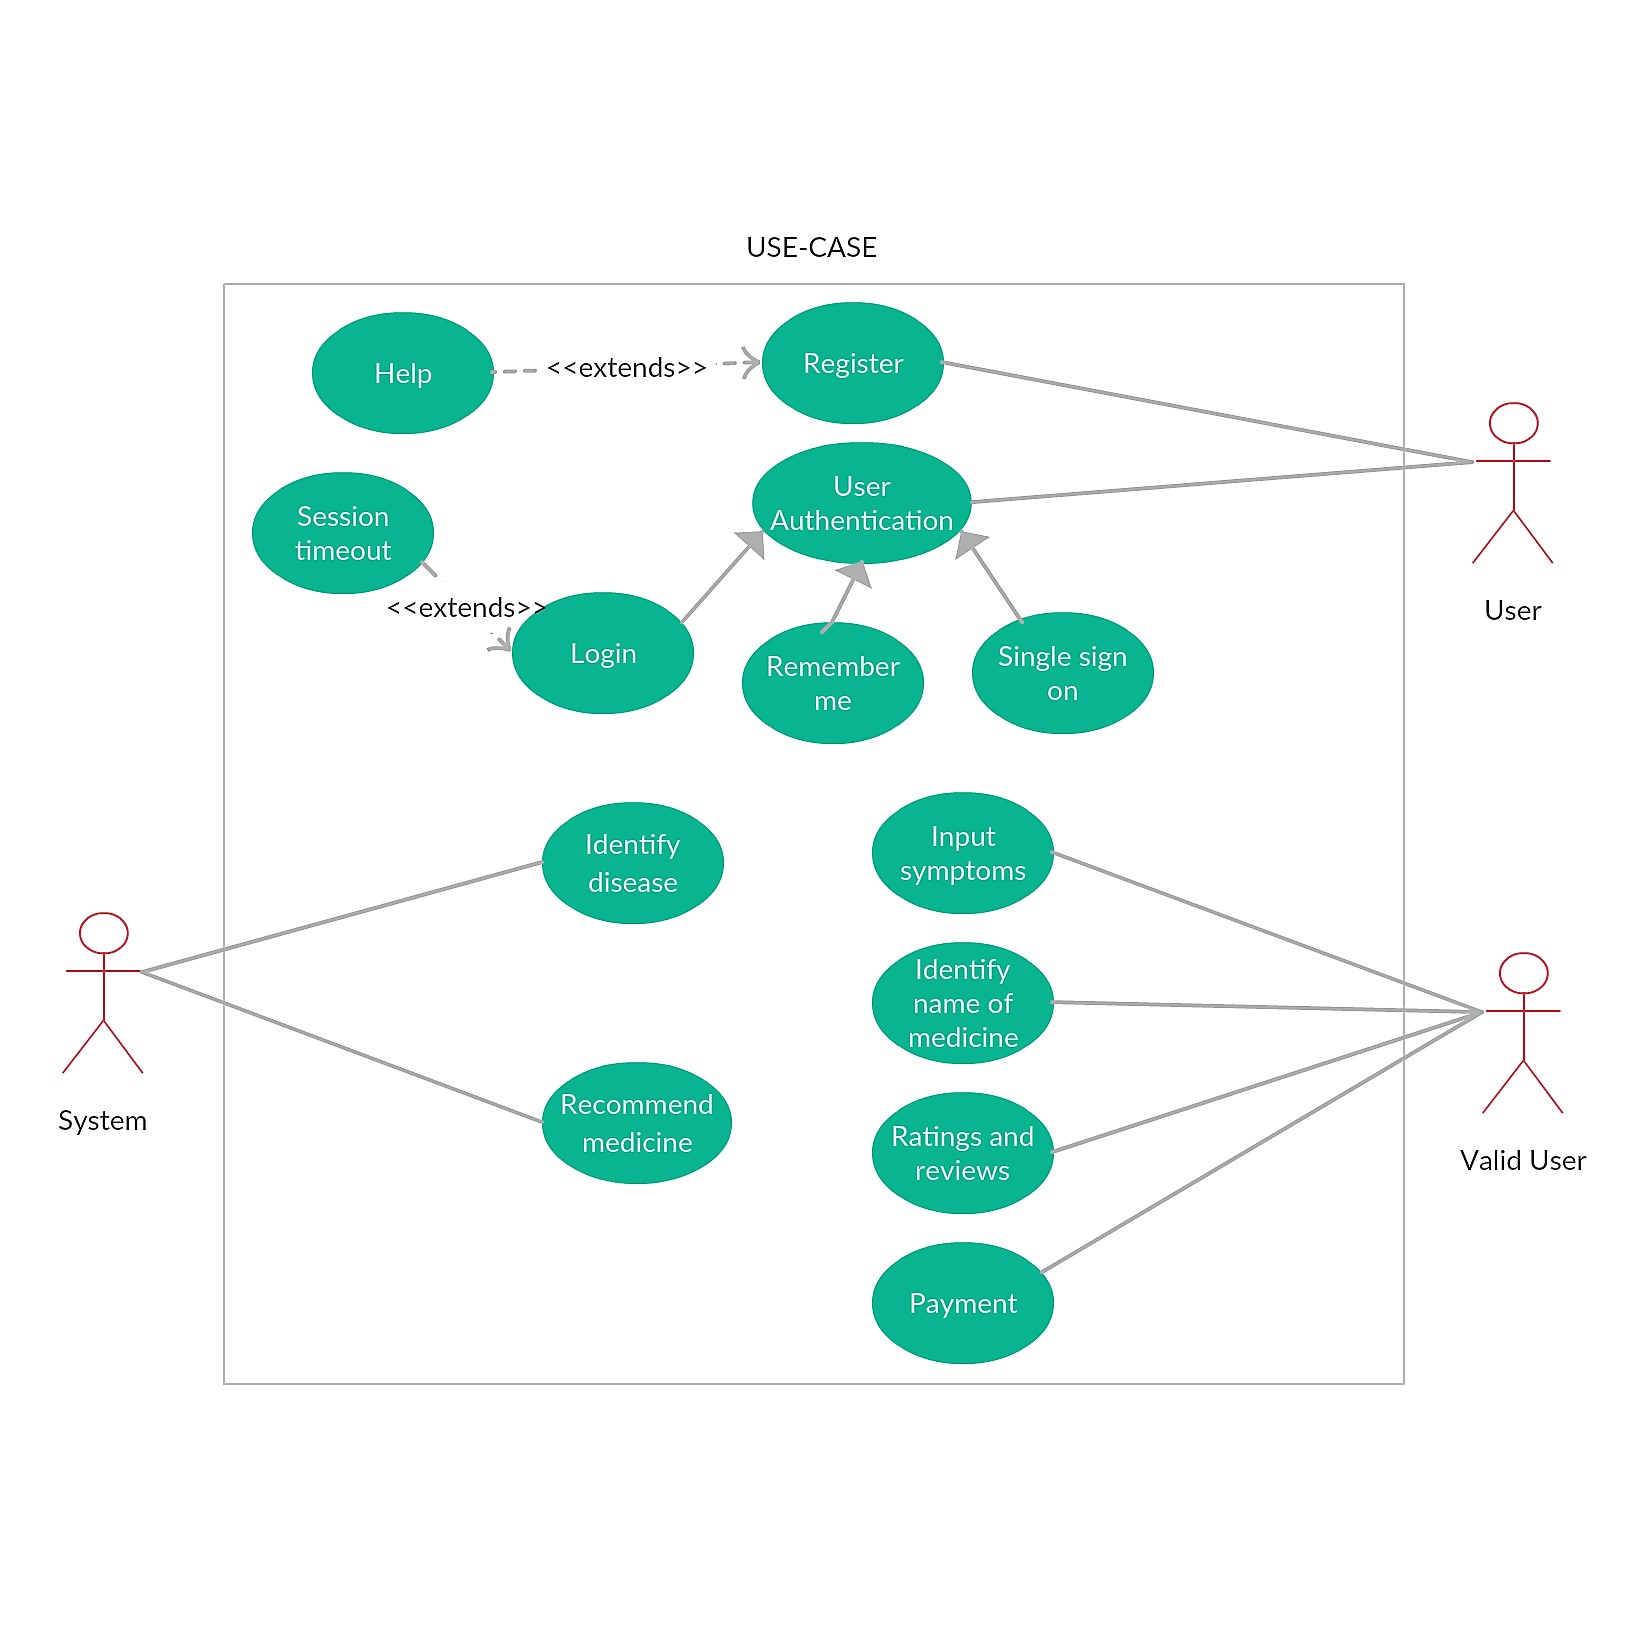 USE-CASE
Help
<<extends>>
Register
User
Authentication
Session
timeout
<<extends>>
Login
Remember
me
Single sign
on
User
Identify
disease
Input
symptoms
Identify
name of
medicine
System
Recommend
medicine
Ratings and
reviews
Valid User
Payment